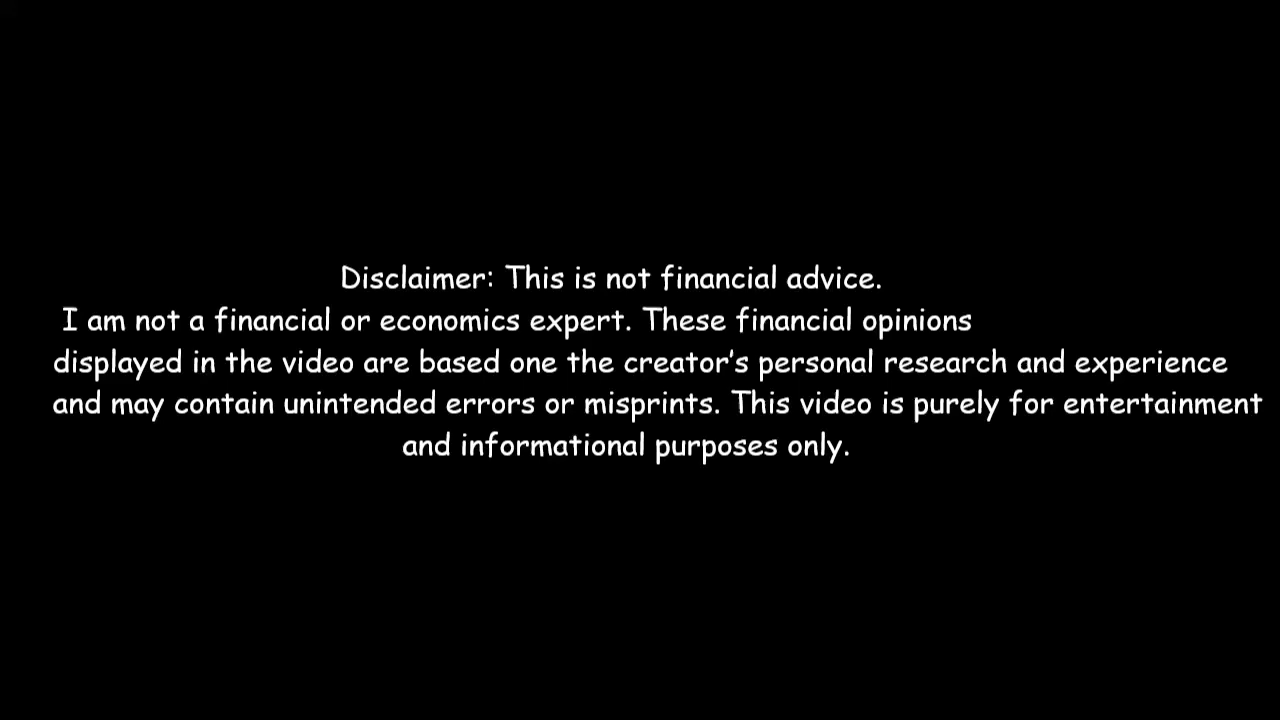 Disclaimer: This is not financial advice.
I am not a financial or economics expert. These financial opinions
displayed in the video are based one the creator's personal research and experience
and may contain unintended errors or misprints. This video is purely for entertainment
and informational purposes only.